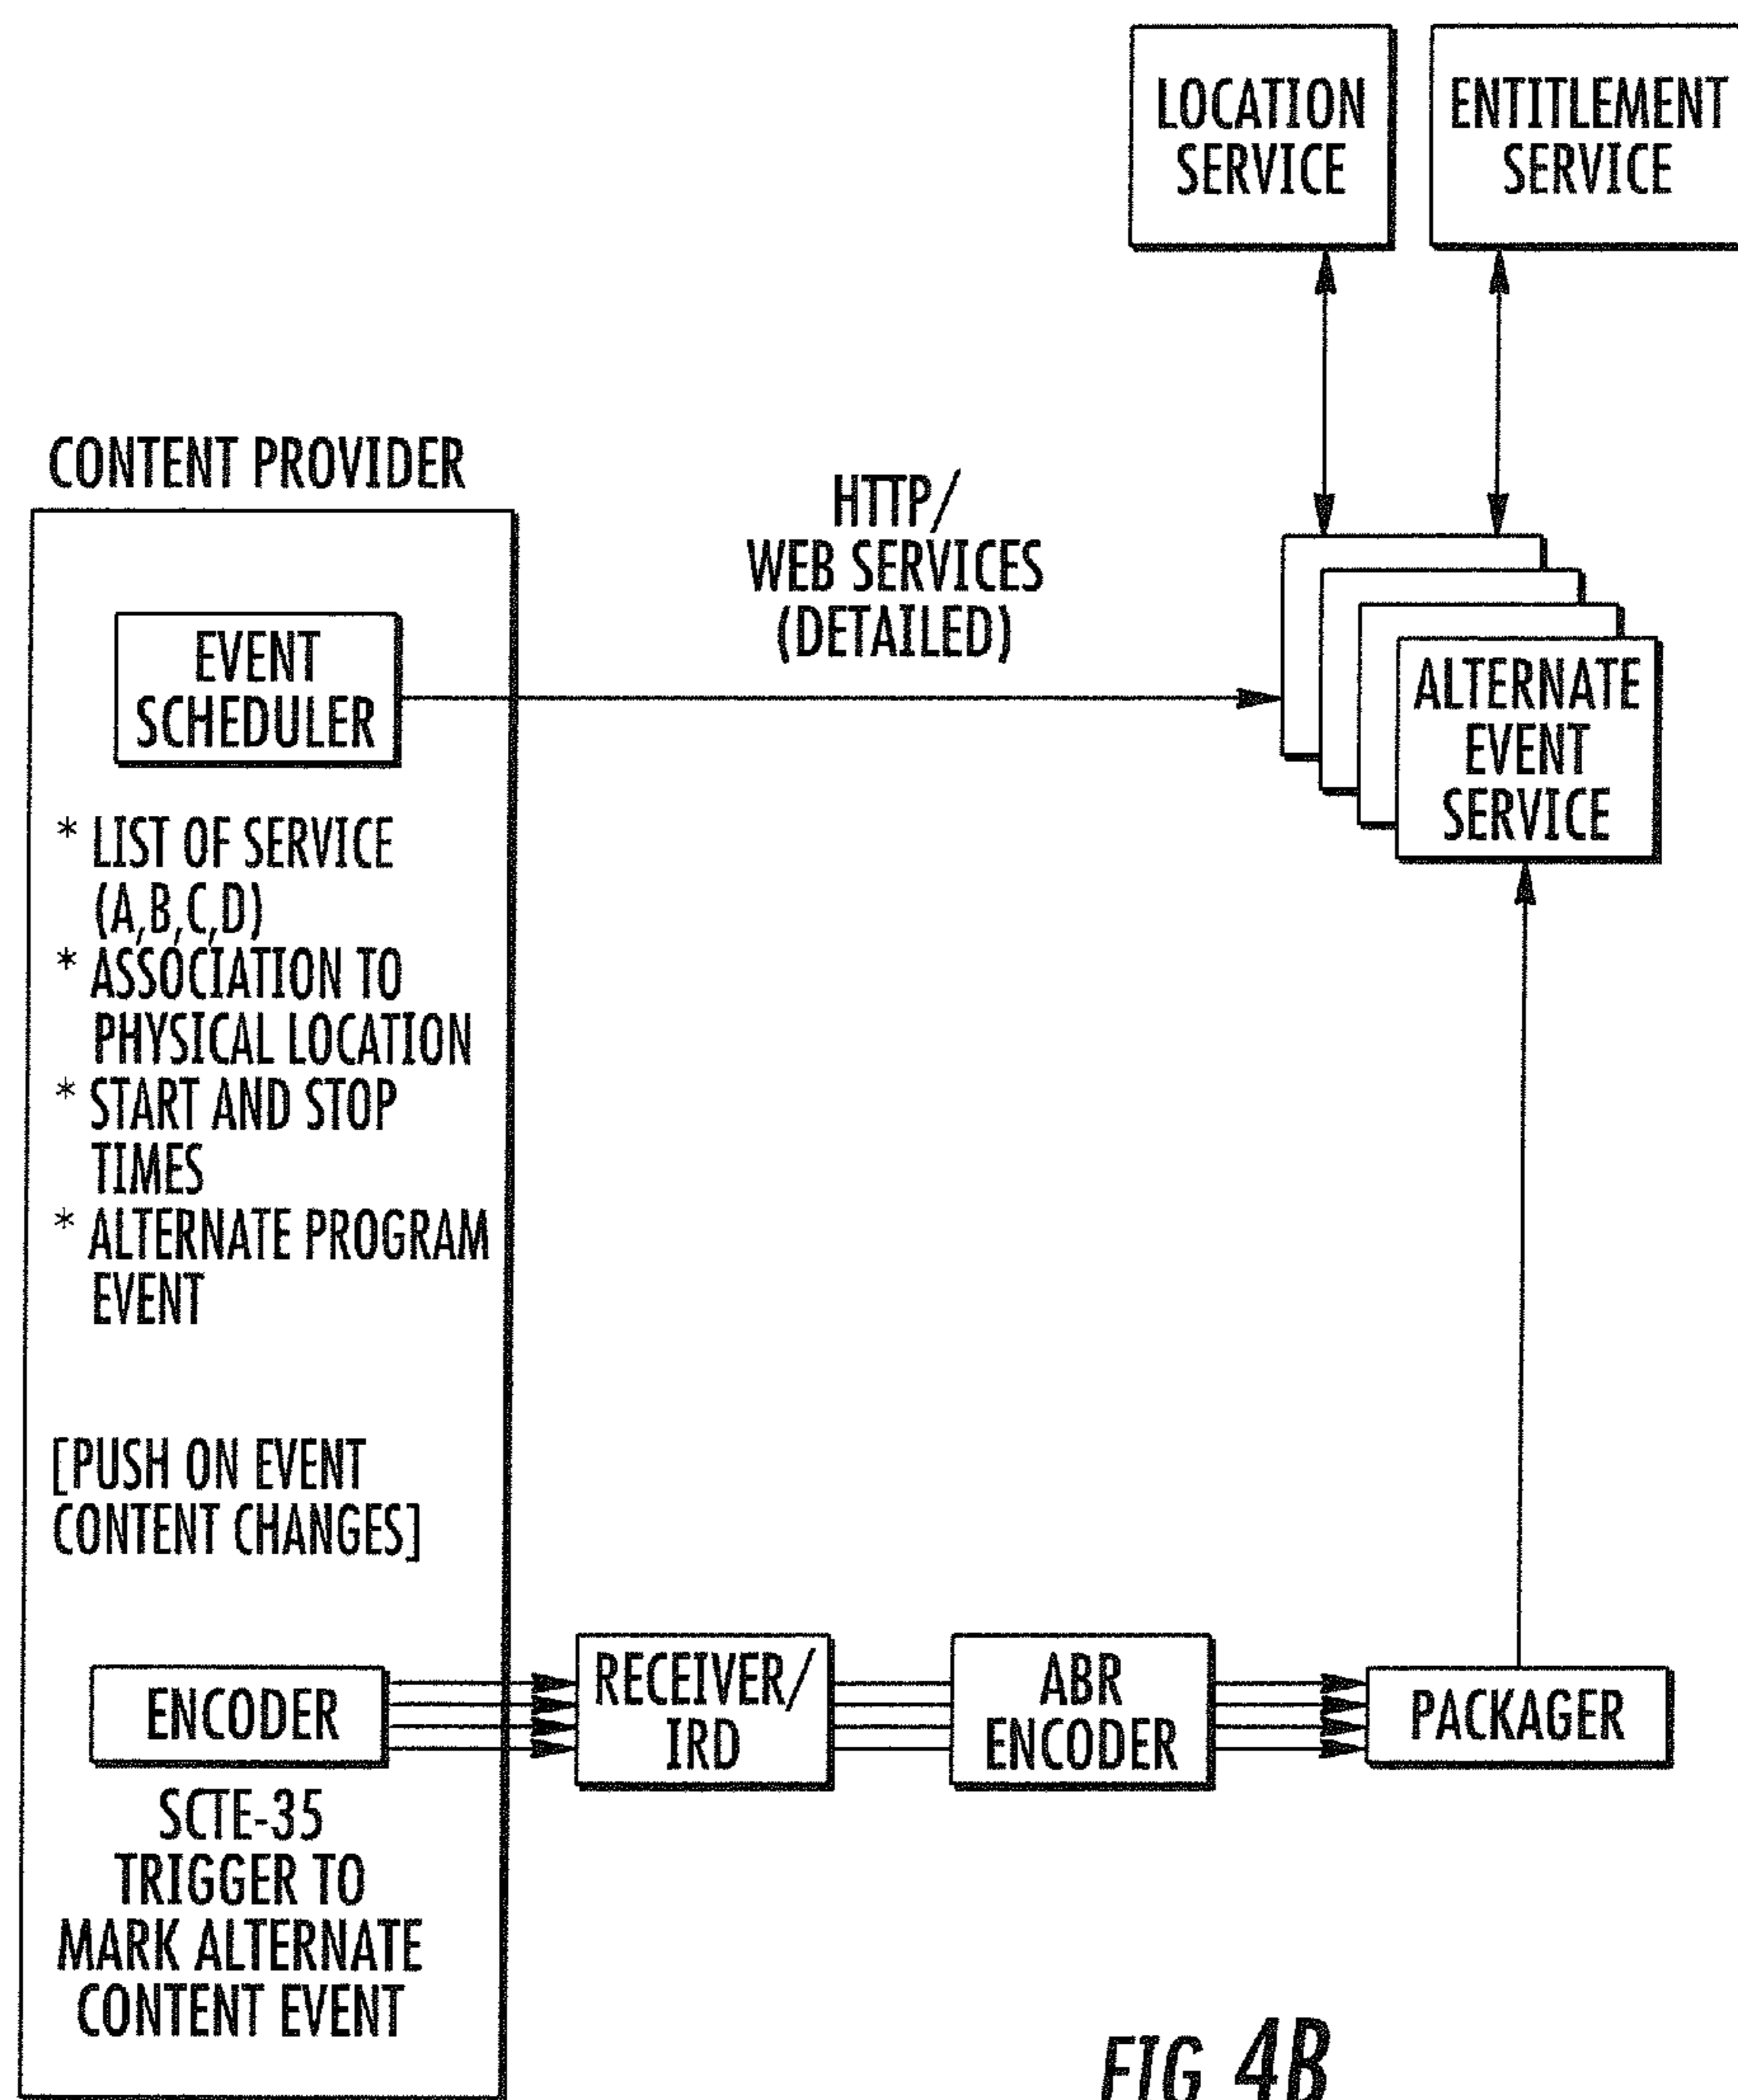 LOCATION
SERVICE
ENTITLEMENT
SERVICE
CONTENT PROVIDER
HTTP/
WEB SERVICES
(DETAILED)
EVENT
SCHEDULER
ALTERNATE
EVENT
SERVICE
* LIST OF SERVICE
(A,B,C,D)
* ASSOCIATION TO
PHYSICAL LOCATION
* START AND STOP
TIMES
* ALTERNATE PROGRAM
EVENT
[PUSH ON EVENT
CONTENT CHANGES]
ENCODER
RECEIVER/
IRD
ABR
ENCODER
PACKAGER
SCTE-35
TRIGGER TO
MARK ALTERNATE
CONTENT EVENT
FIG 4B